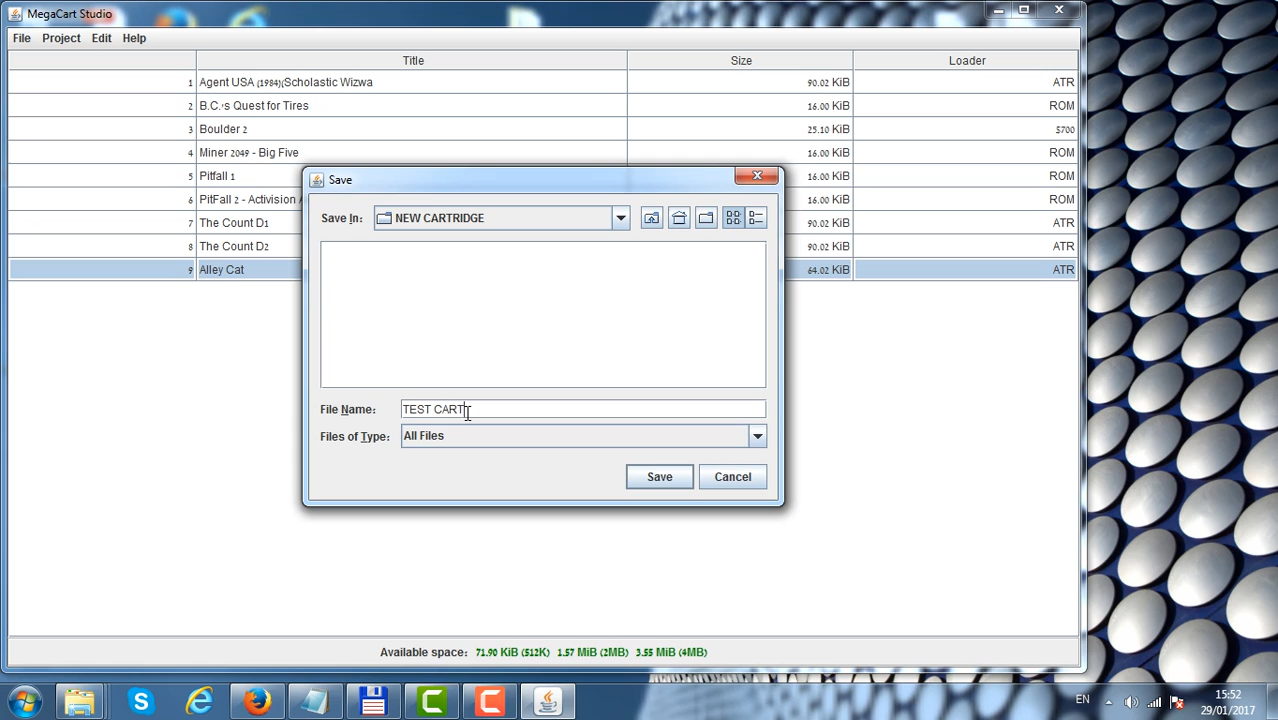 MegaCart Studio
File Project Edit Help
Title Size Loader
1 Agent USA (1984)(Scholastic Wizwa 90.02 KiB ATR
2 B.C.'s Quest for Tires 16.00 KiB ROM
3 Boulder 2 25.10 KiB $700
4 Miner 2049 - Big Five 16.00 KiB ROM
5 Pitfall 1 16.00 KiB ROM
6 PitFall 2 - Activision 16.00 KiB ROM
7 The Count D1 90.02 KiB ATR
8 The Count D2 90.02 KiB ATR
9 Alley Cat 64.02 KiB ATR
Save
Save In: NEW CARTRIDGE
File Name: TEST CART
Files of Type: All Files
Save Cancel
Available space: 71.90 KiB (512K) 1.57 MiB (2MB) 3.55 MiB (4MB)
EN
15:52
29/01/2017